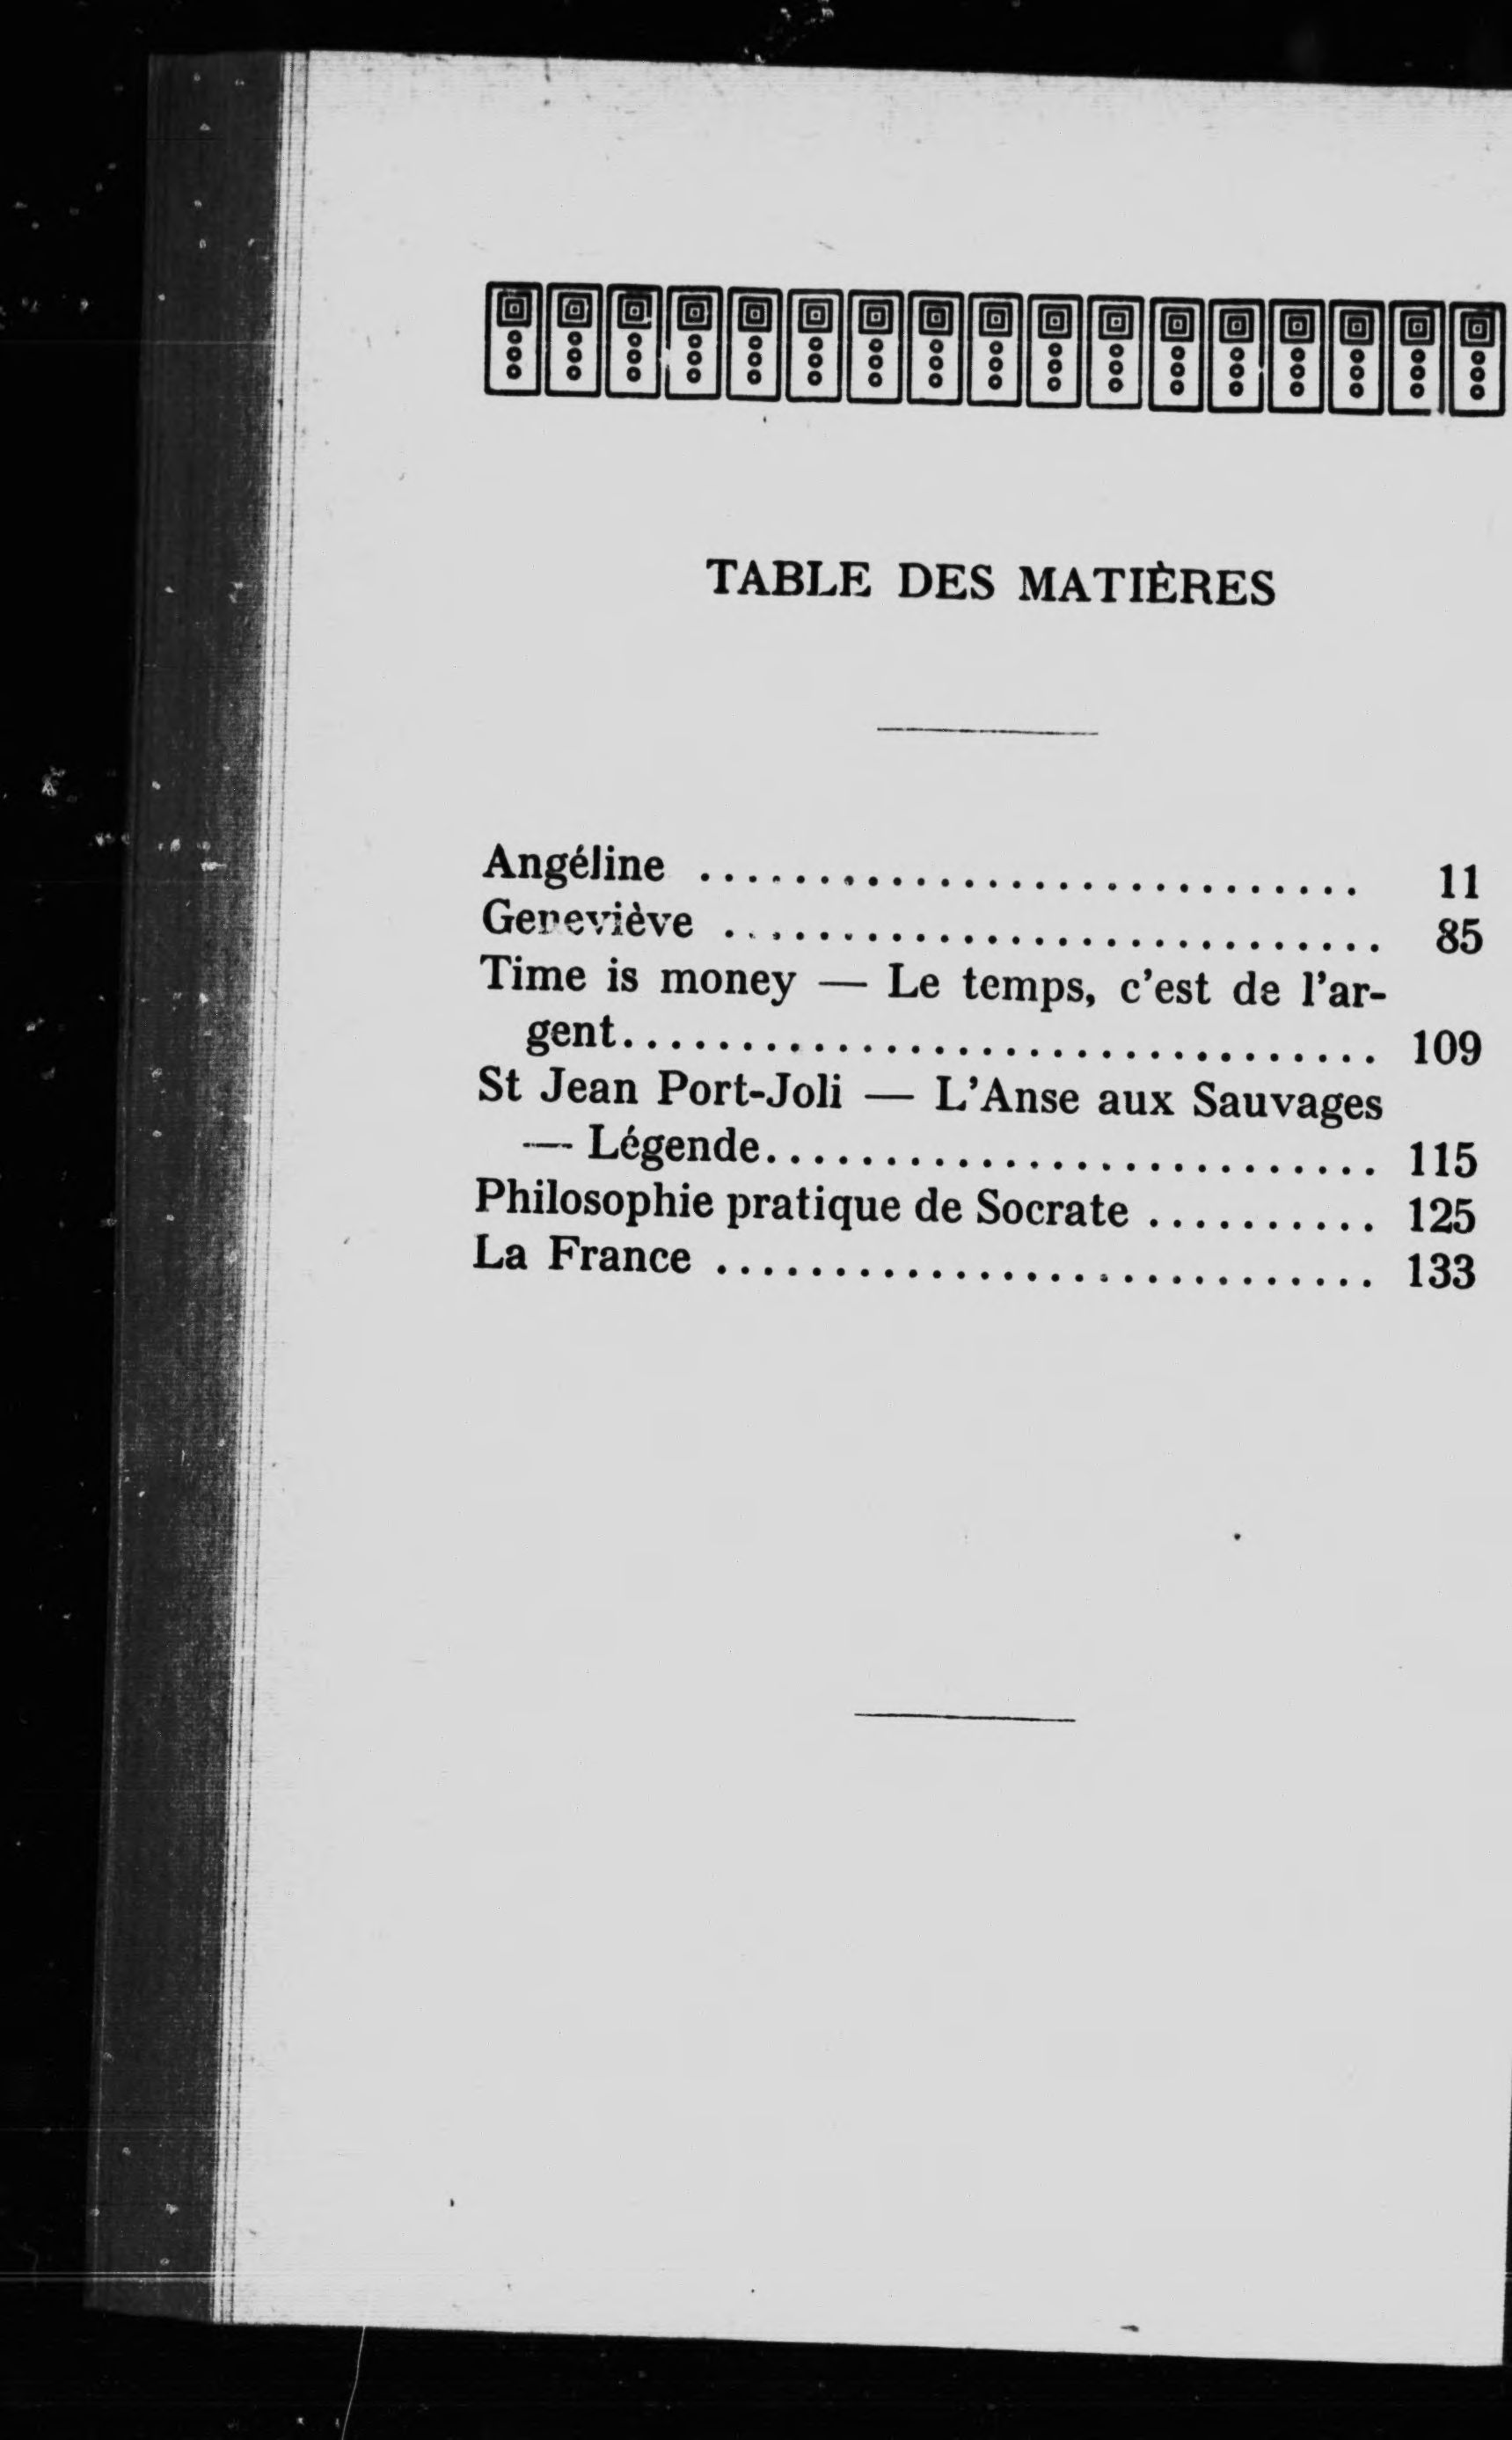 TABLE DES MATIÈRES
Angéline ............................ 11
Geneviève ............................ 85
Time is money — Le temps, c'est de l'ar-
gent................................ 109
St Jean Port-Joli — L'Anse aux Sauvages
— Légende.......................... 115
Philosophie pratique de Socrate .......... 125
La France ............................ 133